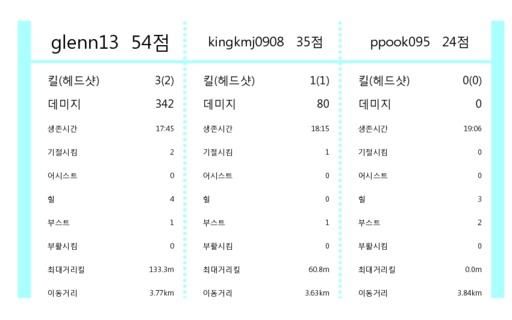 glenn13 54점 kingkmj0908 35점 ppook095 24점
킬(헤드샷) 3(2) 킬(헤드샷) 1(1) 킬(헤드샷) 0(0)
데미지 342 데미지 80 데미지 0
생존시간 17:45 생존시간 18:15 생존시간 19:06
기절시킴 2 기절시킴 1 기절시킴 0
어시스트 0 어시스트 0 어시스트 0
힐 4 힐 1 힐 3
부스트 1 부스트 1 부스트 2
부활시킴 0 부활시킴 0 부활시킴 0
최대거리킬 133.3m 최대거리킬 60.8m 최대거리킬 0.0m
이동거리 3.77km 이동거리 3.63km 이동거리 3.84km